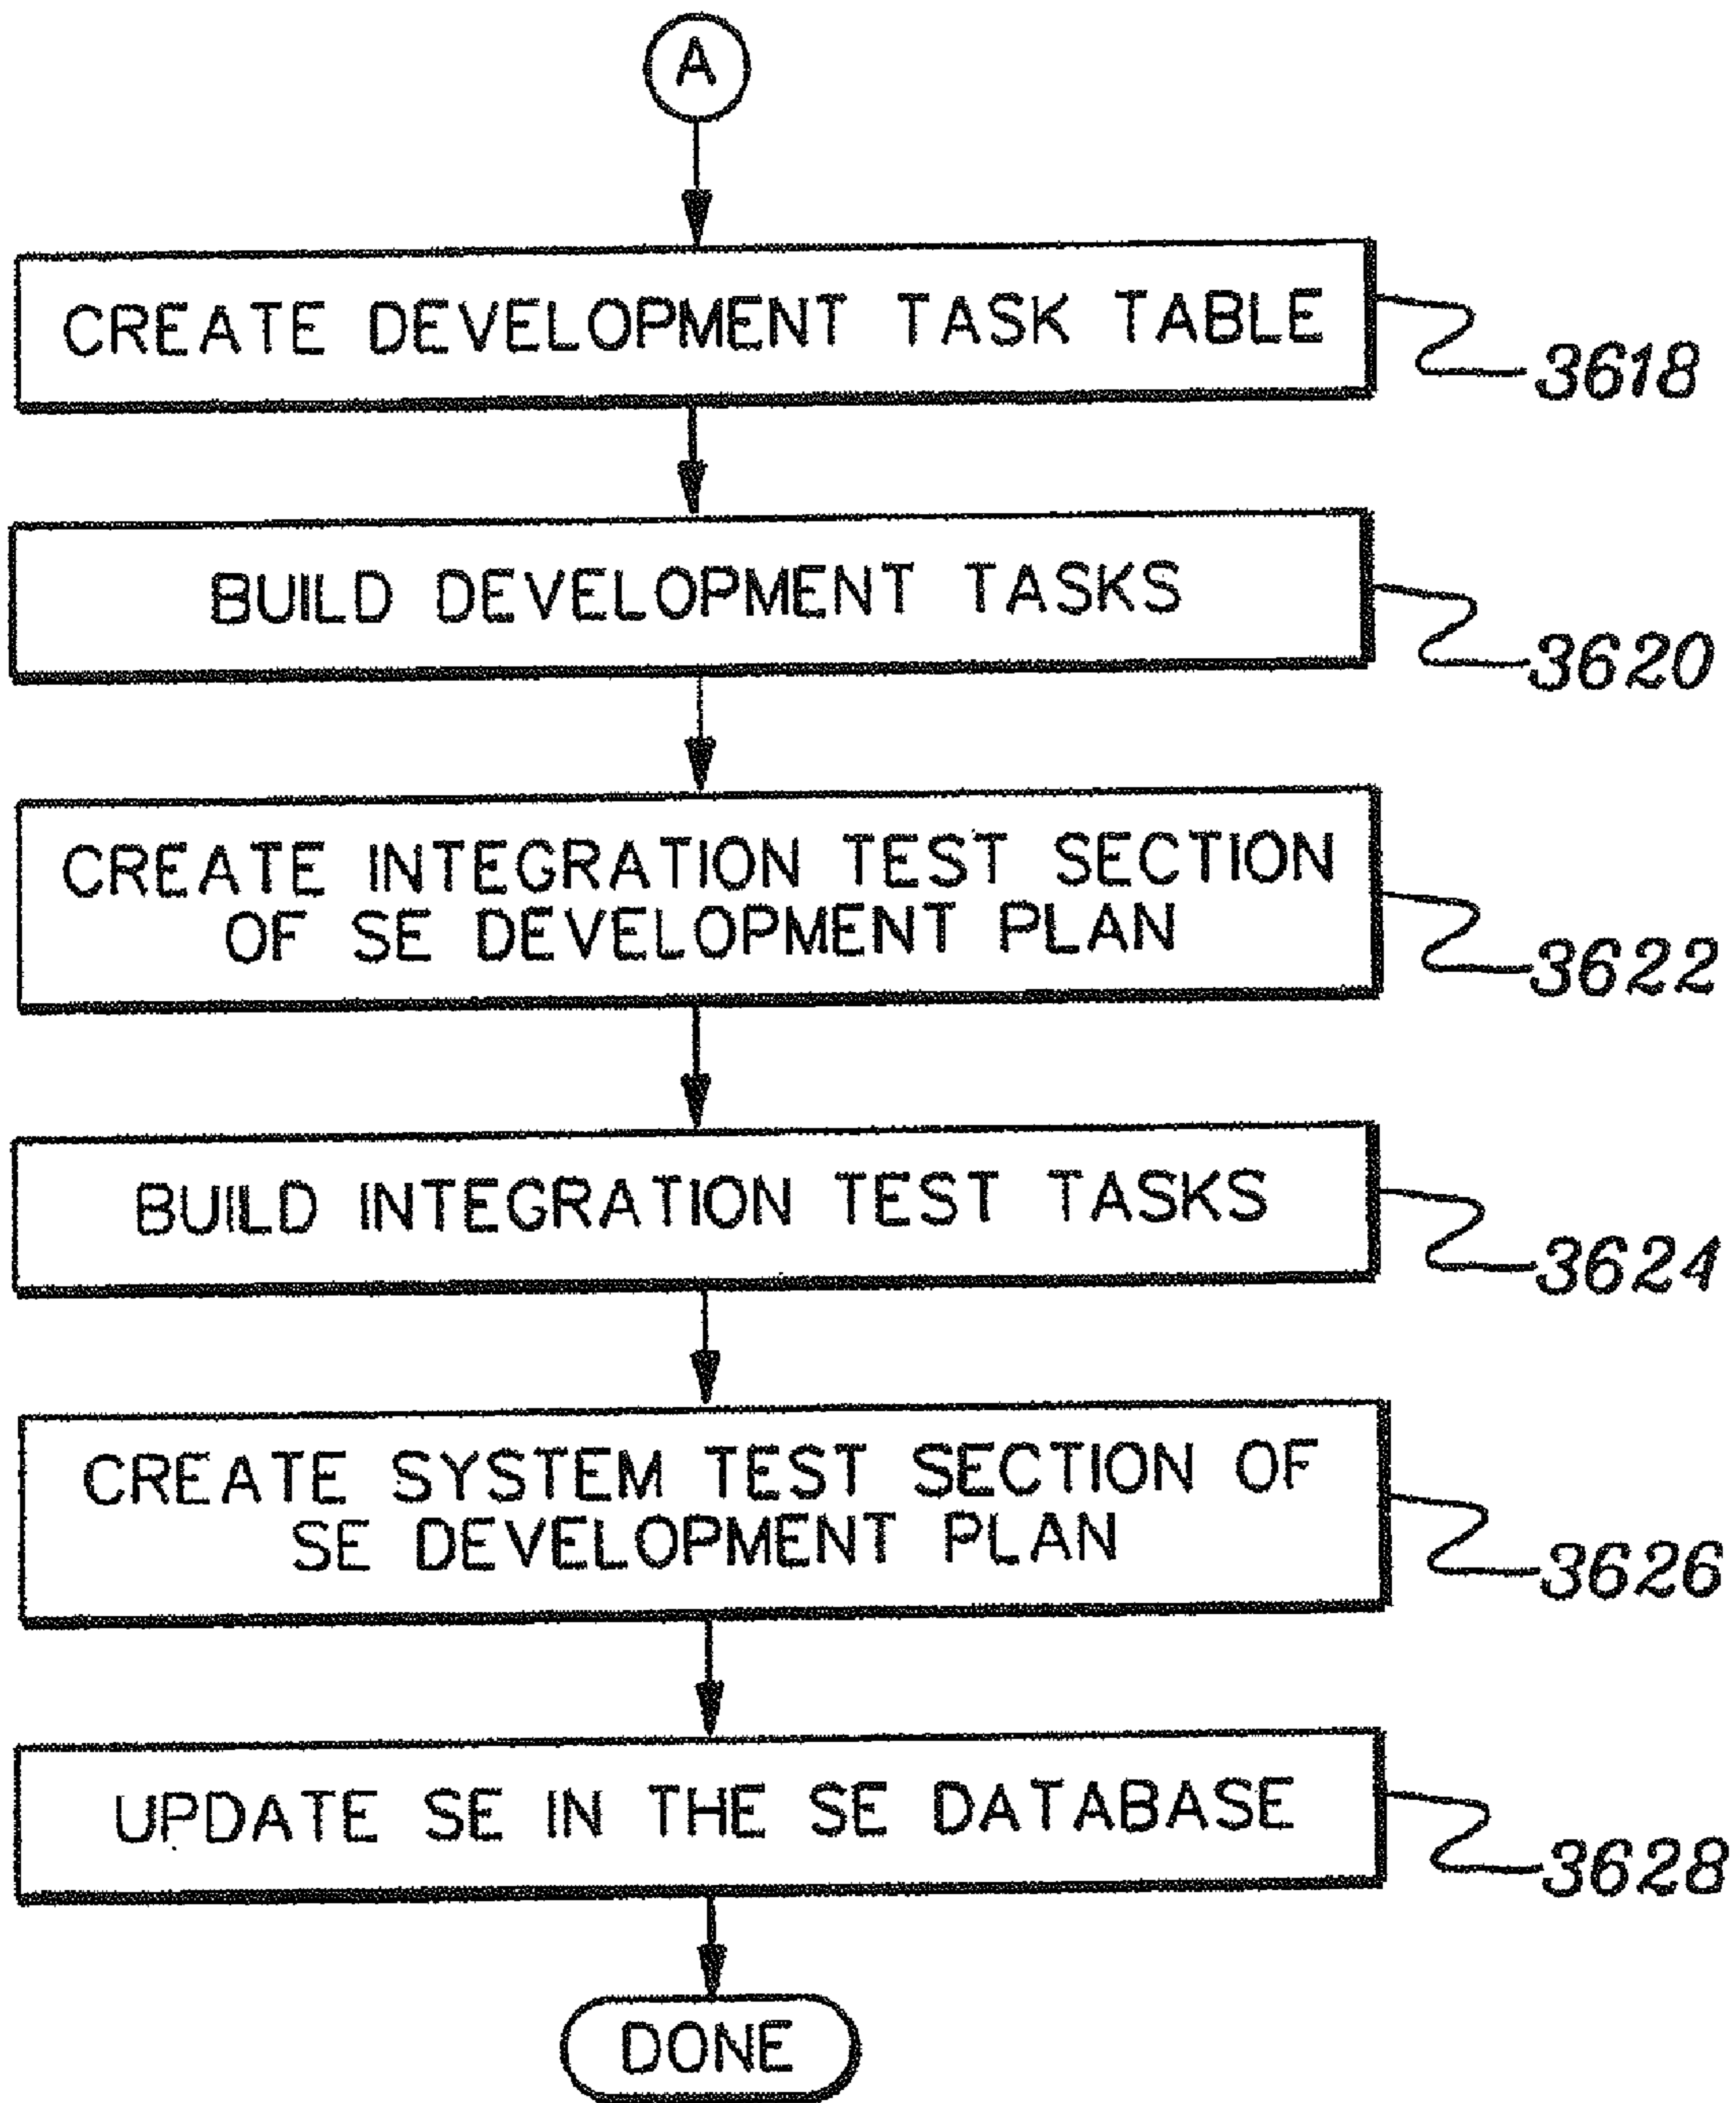 A
CREATE DEVELOPMENT TASK TABLE
3618
BUILD DEVELOPMENT TASKS
3620
CREATE INTEGRATION TEST SECTION
OF SE DEVELOPMENT PLAN
3622
BUILD INTEGRATION TEST TASKS
3624
CREATE SYSTEM TEST SECTION OF
SE DEVELOPMENT PLAN
3626
UPDATE SE IN THE SE DATABASE
3628
DONE